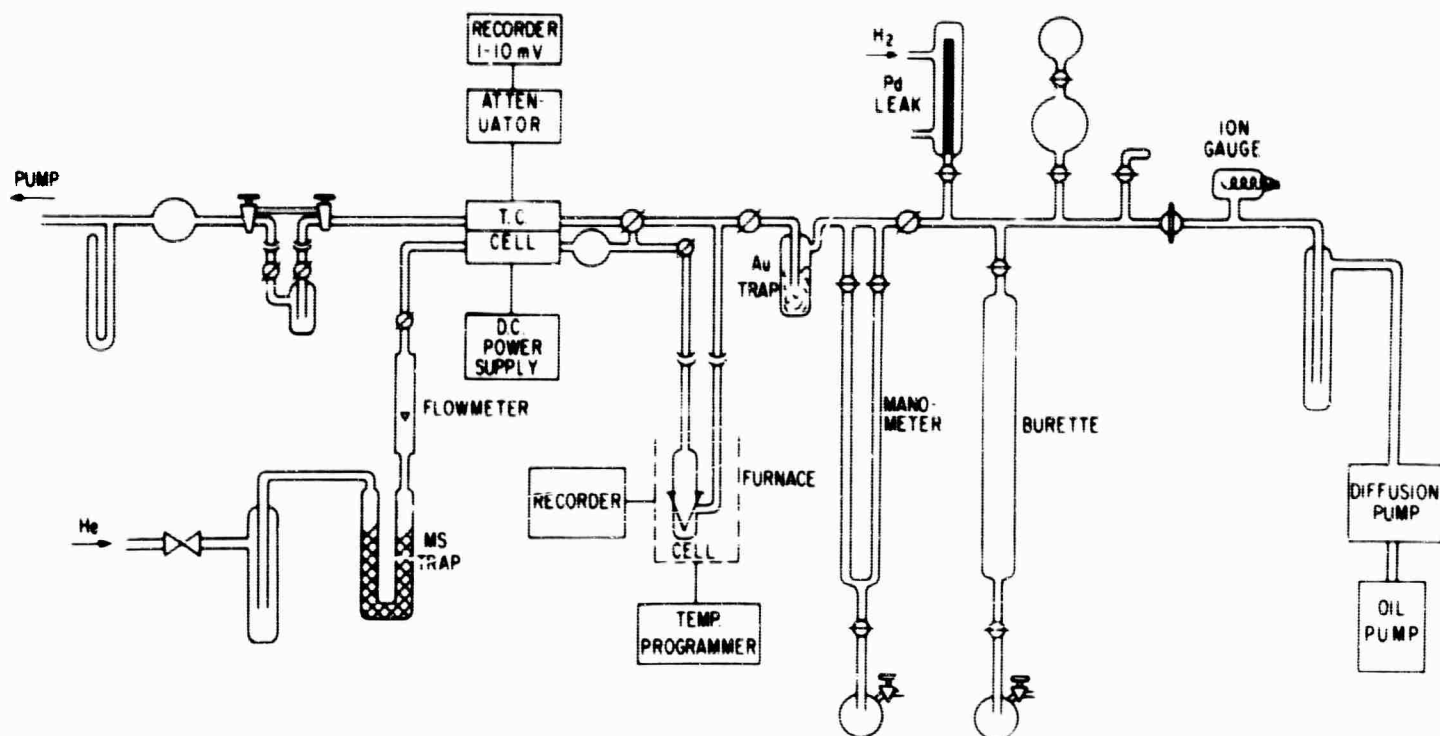 RECORDER
1-10 mV
ATTEN-
UATOR
H2
Pd
LEAK
ION
GAUGE
PUMP
T.C.
CELL
Au
TRAP
D.C.
POWER
SUPPLY
FLOWMETER
MANO-
METER
BURETTE
FURNACE
RECORDER
DIFFUSION
PUMP
He
MS
TRAP
CELL
TEMP.
PROGRAMMER
OIL
PUMP